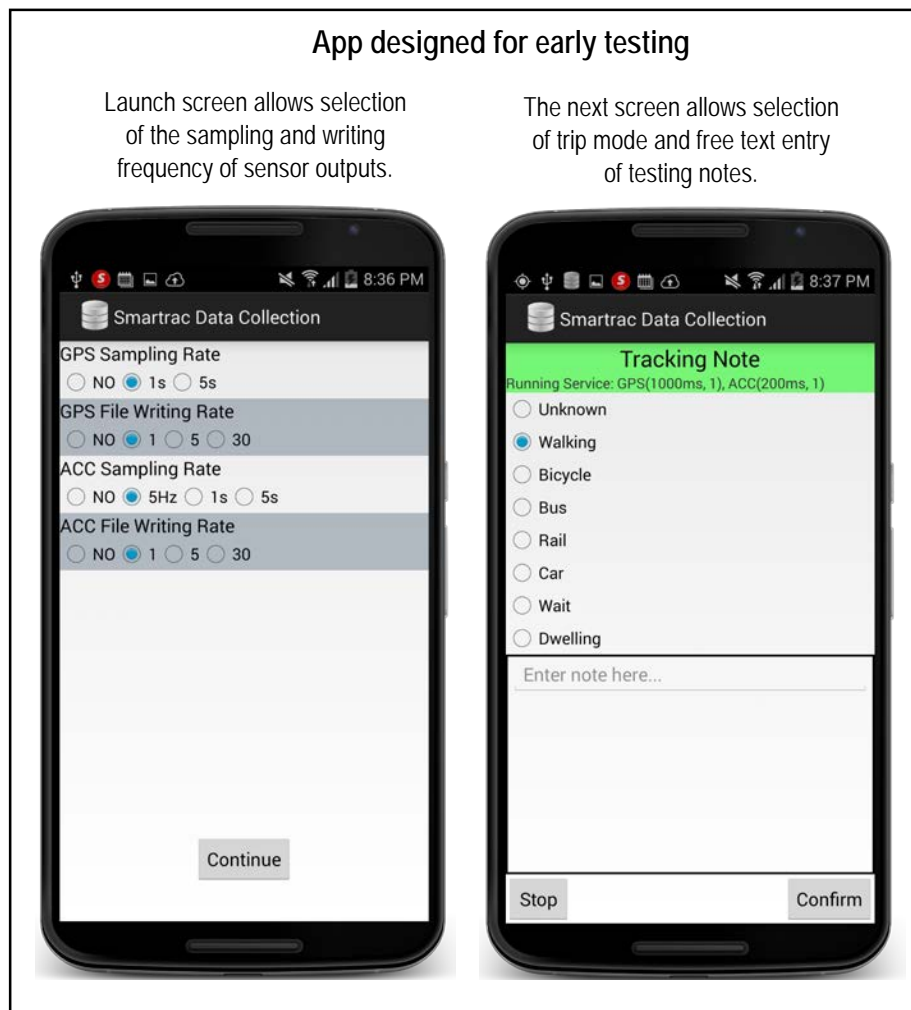 App designed for early testing
Launch screen allows selection
of the sampling and writing
frequency of sensor outputs.
The next screen allows selection
of trip mode and free text entry
of testing notes.
S
8:36 PM
Smartrac Data Collection
GPS Sampling Rate
NO 1s 5s
GPS File Writing Rate
NO 1 5 30
ACC Sampling Rate
NO 5Hz 1s 5s
ACC File Writing Rate
NO 1 5 30
Continue
S
8:37 PM
Smartrac Data Collection
Tracking Note
Running Service: GPS(1000ms, 1), ACC(200ms, 1)
Unknown
Walking
Bicycle
Bus
Rail
Car
Wait
Dwelling
Enter note here...
Stop Confirm